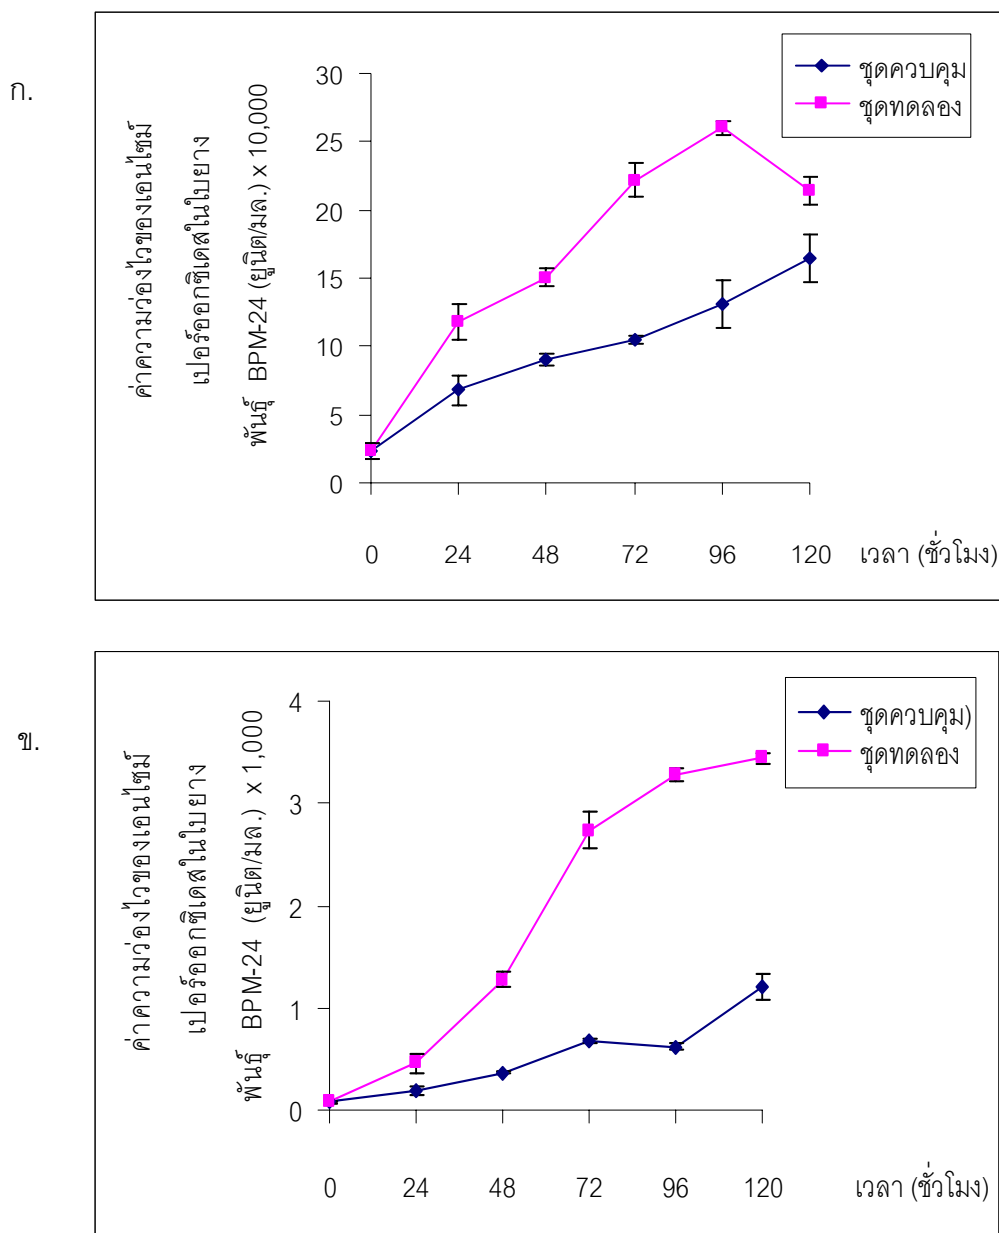 ก.
ค่าความว่องไวของเอนไซม์
เปอร์ออกซิเดสในใบยาง
พันธุ์ BPM-24 (ยูนิต/มล.) x 10,000
30
25
20
15
10
5
0
0 24 48 72 96 120 เวลา (ชั่วโมง)
ชุดควบคุม
ชุดทดลอง
ข.
ค่าความว่องไวของเอนไซม์
เปอร์ออกซิเดสในใบยาง
พันธุ์ BPM-24 (ยูนิต/มล.) x 1,000
4
3
2
1
0
0 24 48 72 96 120 เวลา (ชั่วโมง)
ชุดควบคุม)
ชุดทดลอง